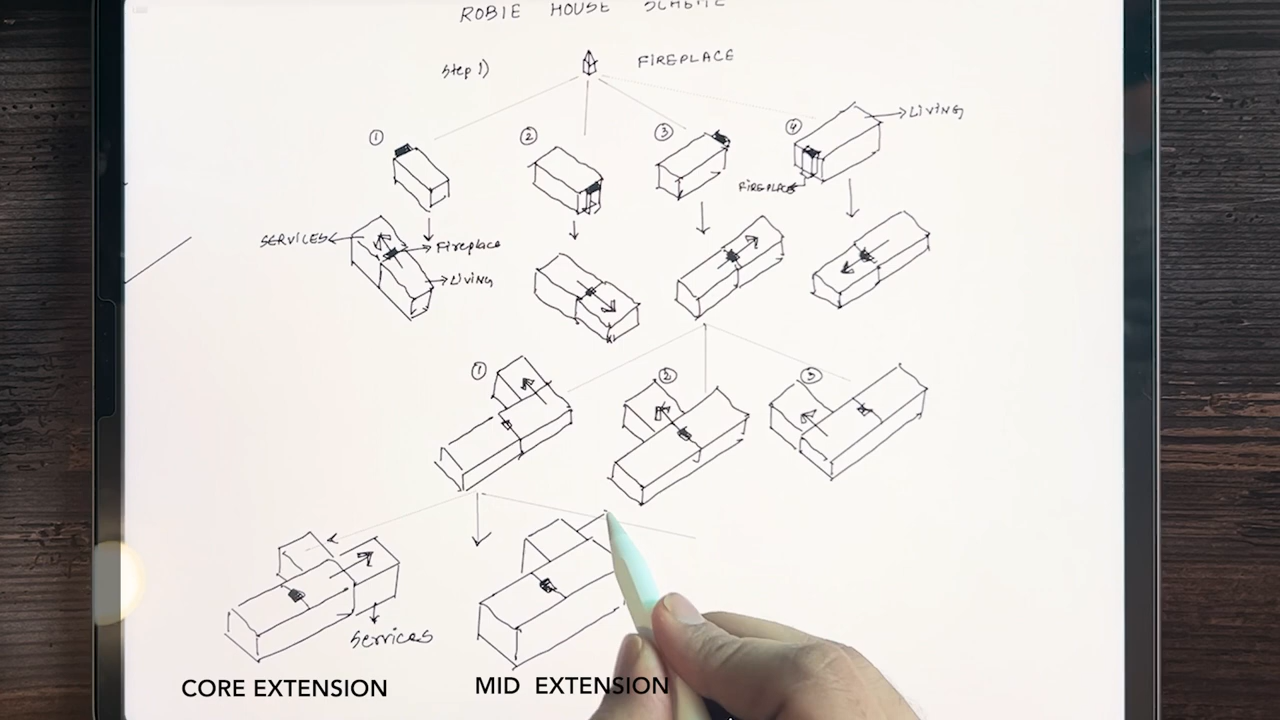 ROBIE HOUSE SCHEME
Step 1)
FIREPLACE
1
2
3
4
LIVING
FIREPLACE
SERVICES
Fireplace
LIVING
1
2
3
Services
CORE EXTENSION
MID EXTENSION